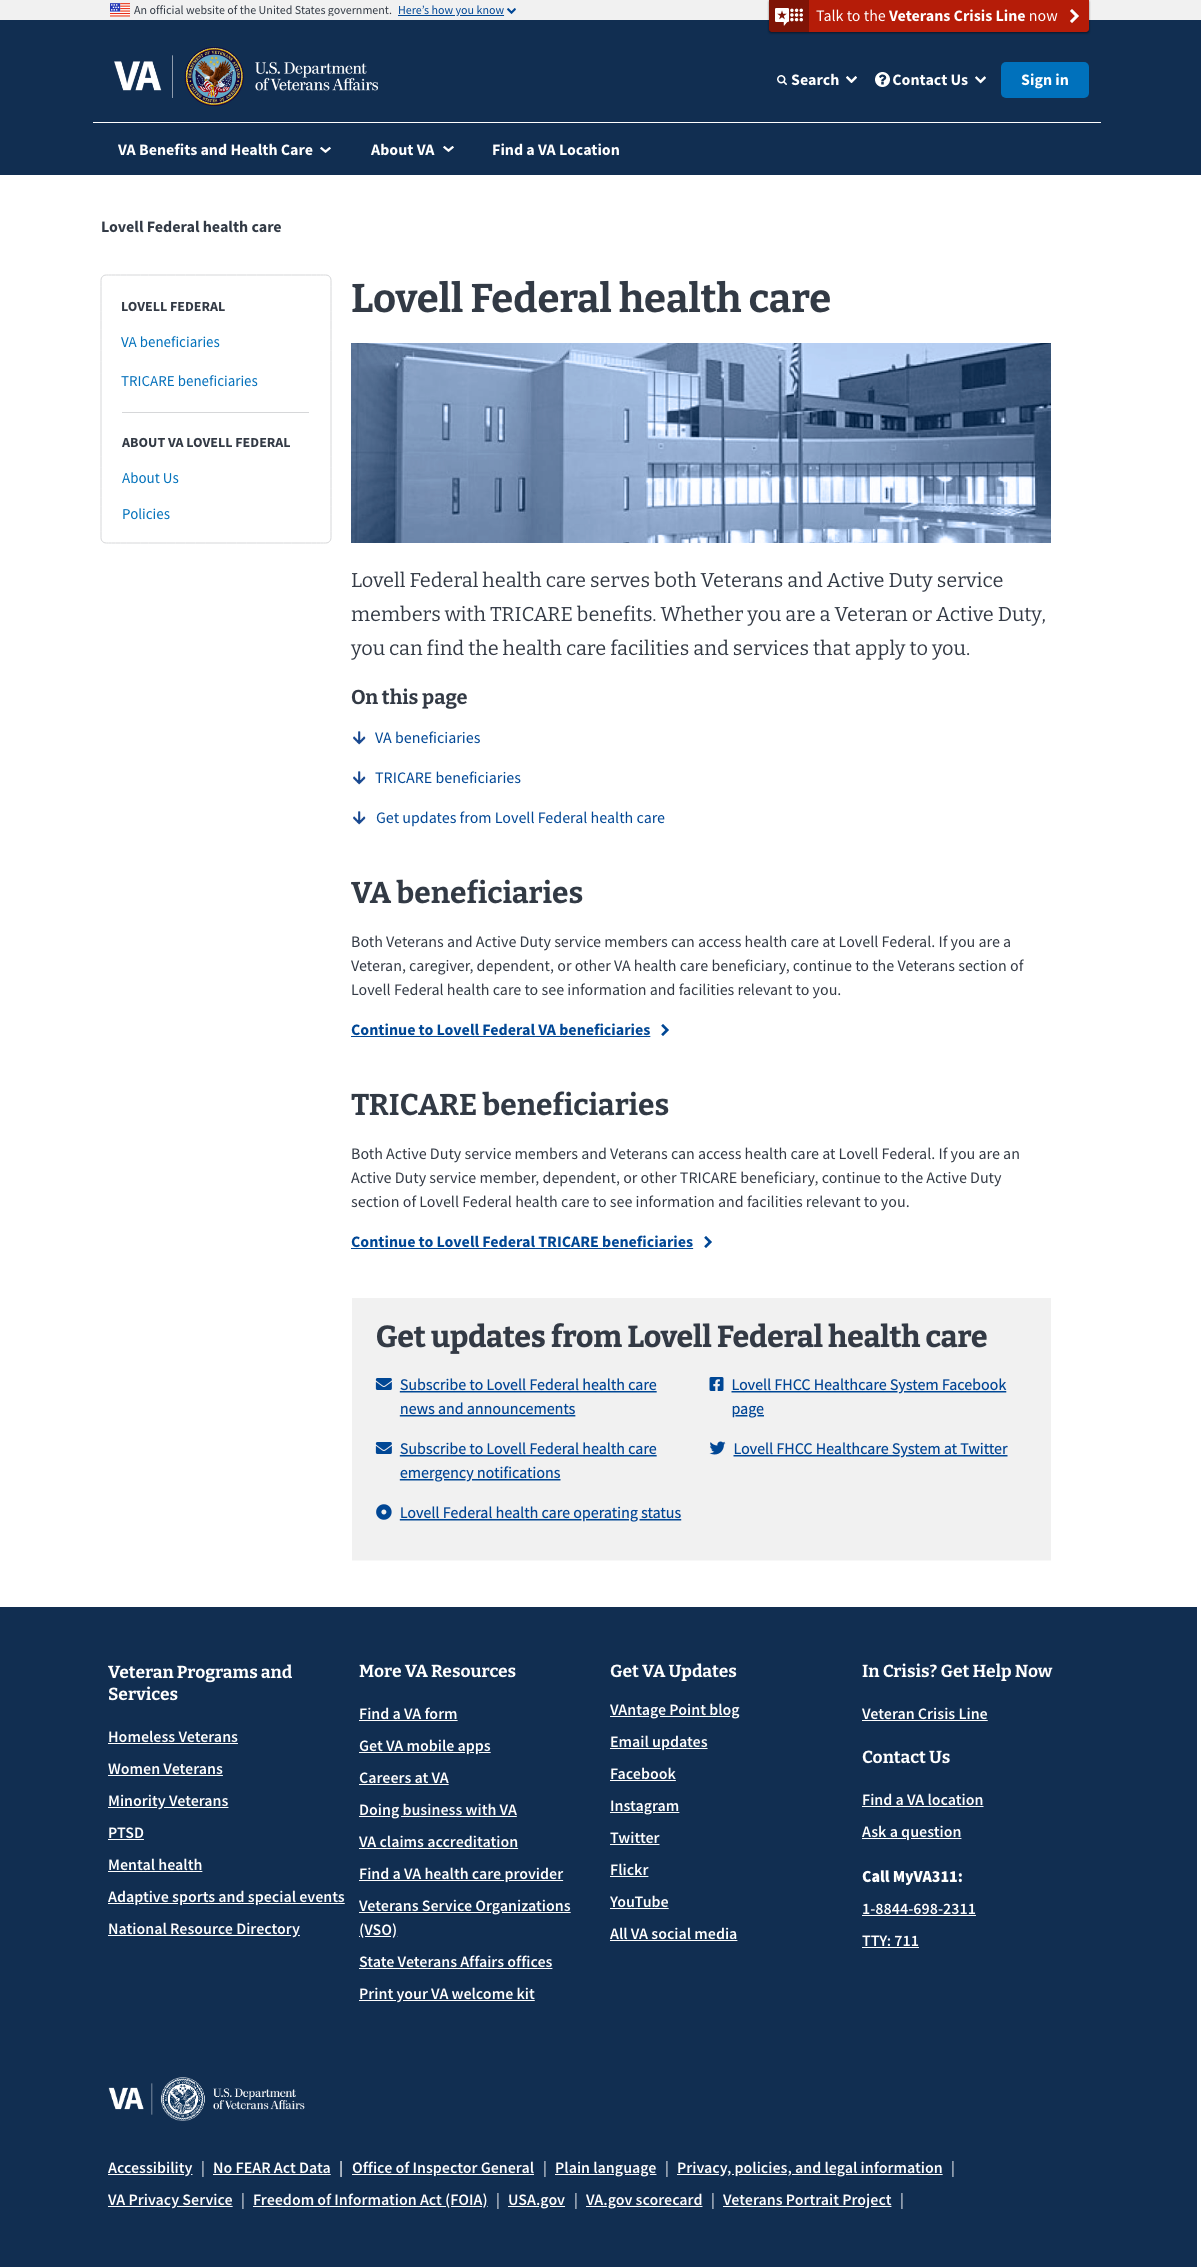 An official website of the United States government. Here's how you know
Talk to the Veterans Crisis Line now
VA
U.S. Department
of Veterans Affairs
Search
Contact Us
Sign in
VA Benefits and Health Care
About VA
Find a VA Location
Lovell Federal health care
LOVELL FEDERAL
VA beneficiaries
TRICARE beneficiaries
ABOUT VA LOVELL FEDERAL
About Us
Policies
Lovell Federal health care
Lovell Federal health care serves both Veterans and Active Duty service
members with TRICARE benefits. Whether you are a Veteran or Active Duty,
you can find the health care facilities and services that apply to you.
On this page
VA beneficiaries
TRICARE beneficiaries
Get updates from Lovell Federal health care
VA beneficiaries
Both Veterans and Active Duty service members can access health care at Lovell Federal. If you are a
Veteran, caregiver, dependent, or other VA health care beneficiary, continue to the Veterans section of
Lovell Federal health care to see information and facilities relevant to you.
Continue to Lovell Federal VA beneficiaries
TRICARE beneficiaries
Both Active Duty service members and Veterans can access health care at Lovell Federal. If you are an
Active Duty service member, dependent, or other TRICARE beneficiary, continue to the Active Duty
section of Lovell Federal health care to see information and facilities relevant to you.
Continue to Lovell Federal TRICARE beneficiaries
Get updates from Lovell Federal health care
Subscribe to Lovell Federal health care
news and announcements
Subscribe to Lovell Federal health care
emergency notifications
Lovell Federal health care operating status
Lovell FHCC Healthcare System Facebook
page
Lovell FHCC Healthcare System at Twitter
Veteran Programs and
Services
Homeless Veterans
Women Veterans
Minority Veterans
PTSD
Mental health
Adaptive sports and special events
National Resource Directory
More VA Resources
Find a VA form
Get VA mobile apps
Careers at VA
Doing business with VA
VA claims accreditation
Find a VA health care provider
Veterans Service Organizations
(VSO)
State Veterans Affairs offices
Print your VA welcome kit
Get VA Updates
VAntage Point blog
Email updates
Facebook
Instagram
Twitter
Flickr
YouTube
All VA social media
In Crisis? Get Help Now
Veteran Crisis Line
Contact Us
Find a VA location
Ask a question
Call MyVA311:
1-8844-698-2311
TTY: 711
VA
U.S. Department
of Veterans Affairs
Accessibility | No FEAR Act Data | Office of Inspector General | Plain language | Privacy, policies, and legal information |
VA Privacy Service | Freedom of Information Act (FOIA) | USA.gov | VA.gov scorecard | Veterans Portrait Project |